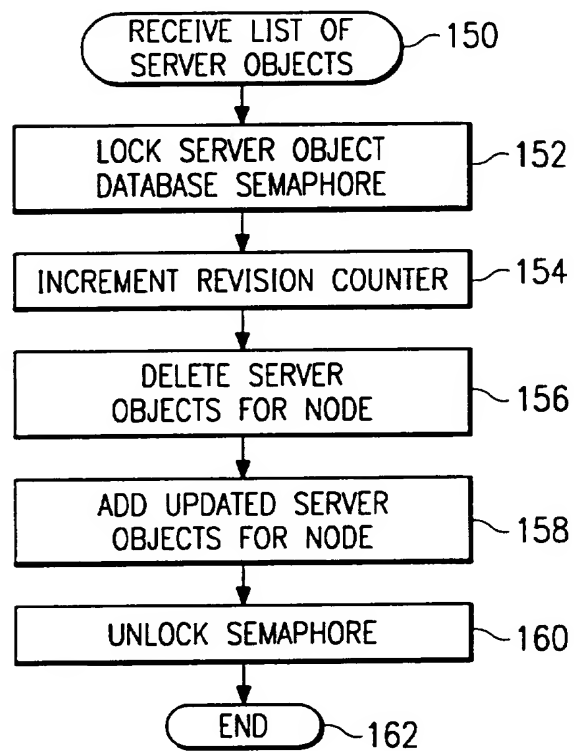 RECEIVE LIST OF
SERVER OBJECTS
150
LOCK SERVER OBJECT
DATABASE SEMAPHORE
152
INCREMENT REVISION COUNTER
154
DELETE SERVER
OBJECTS FOR NODE
156
ADD UPDATED SERVER
OBJECTS FOR NODE
158
UNLOCK SEMAPHORE
160
END
162